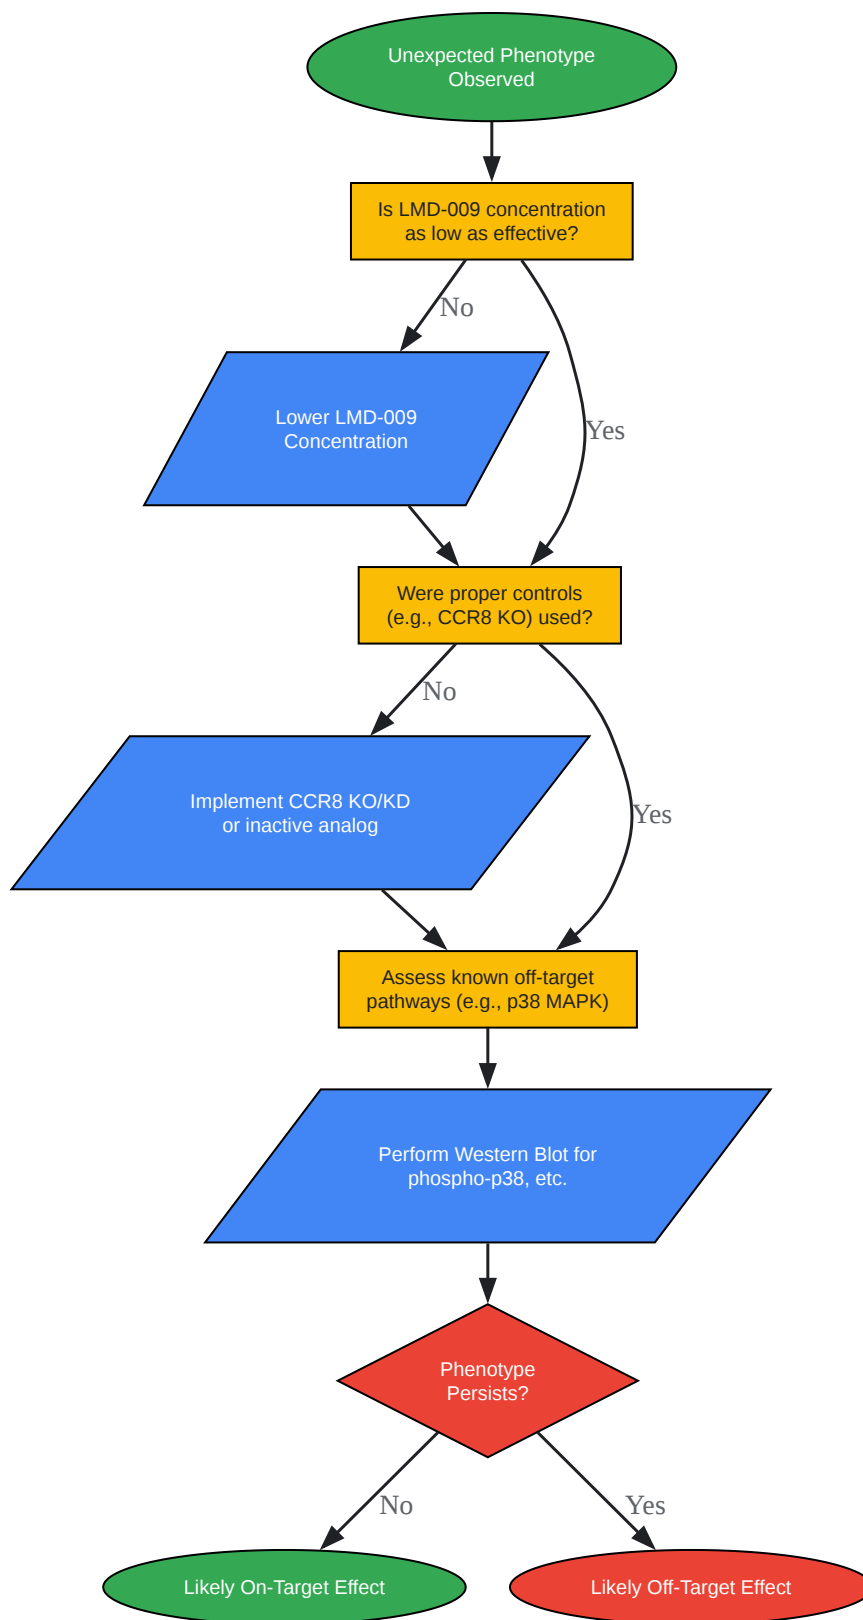 Unexpected Phenotype
Observed
Is LMD-009 concentration
as low as effective?
No
Lower LMD-009
Concentration
Yes
Were proper controls
(e.g., CCR8 KO) used?
No
Implement CCR8 KO/KD
or inactive analog
Yes
Assess known off-target
pathways (e.g., p38 MAPK)
Perform Western Blot for
phospho-p38, etc.
Phenotype
Persists?
No
Yes
Likely On-Target Effect
Likely Off-Target Effect